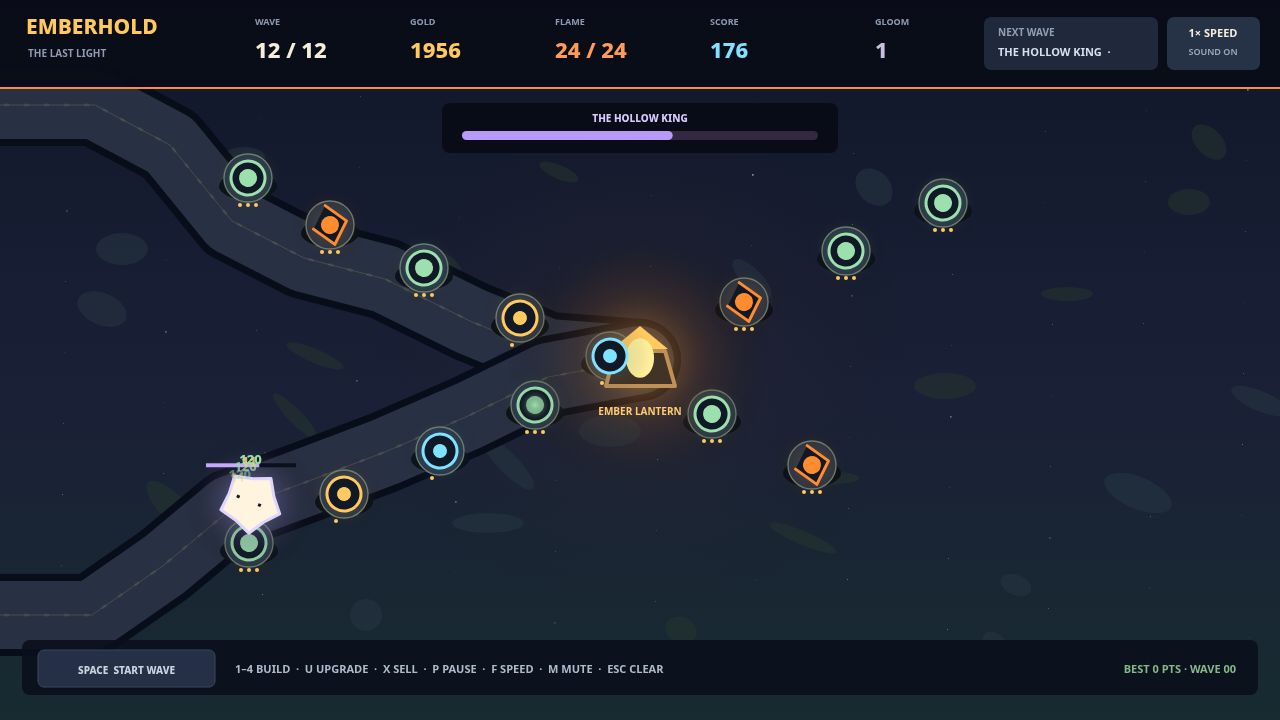 EMBERHOLD
THE LAST LIGHT
WAVE
12 / 12
GOLD
1956
FLAME
24 / 24
SCORE
176
GLOOM
1
NEXT WAVE
THE HOLLOW KING ·
1× SPEED
SOUND ON
THE HOLLOW KING
EMBER LANTERN
120
SPACE START WAVE
1–4 BUILD · U UPGRADE · X SELL · P PAUSE · F SPEED · M MUTE · ESC CLEAR
BEST 0 PTS · WAVE 00